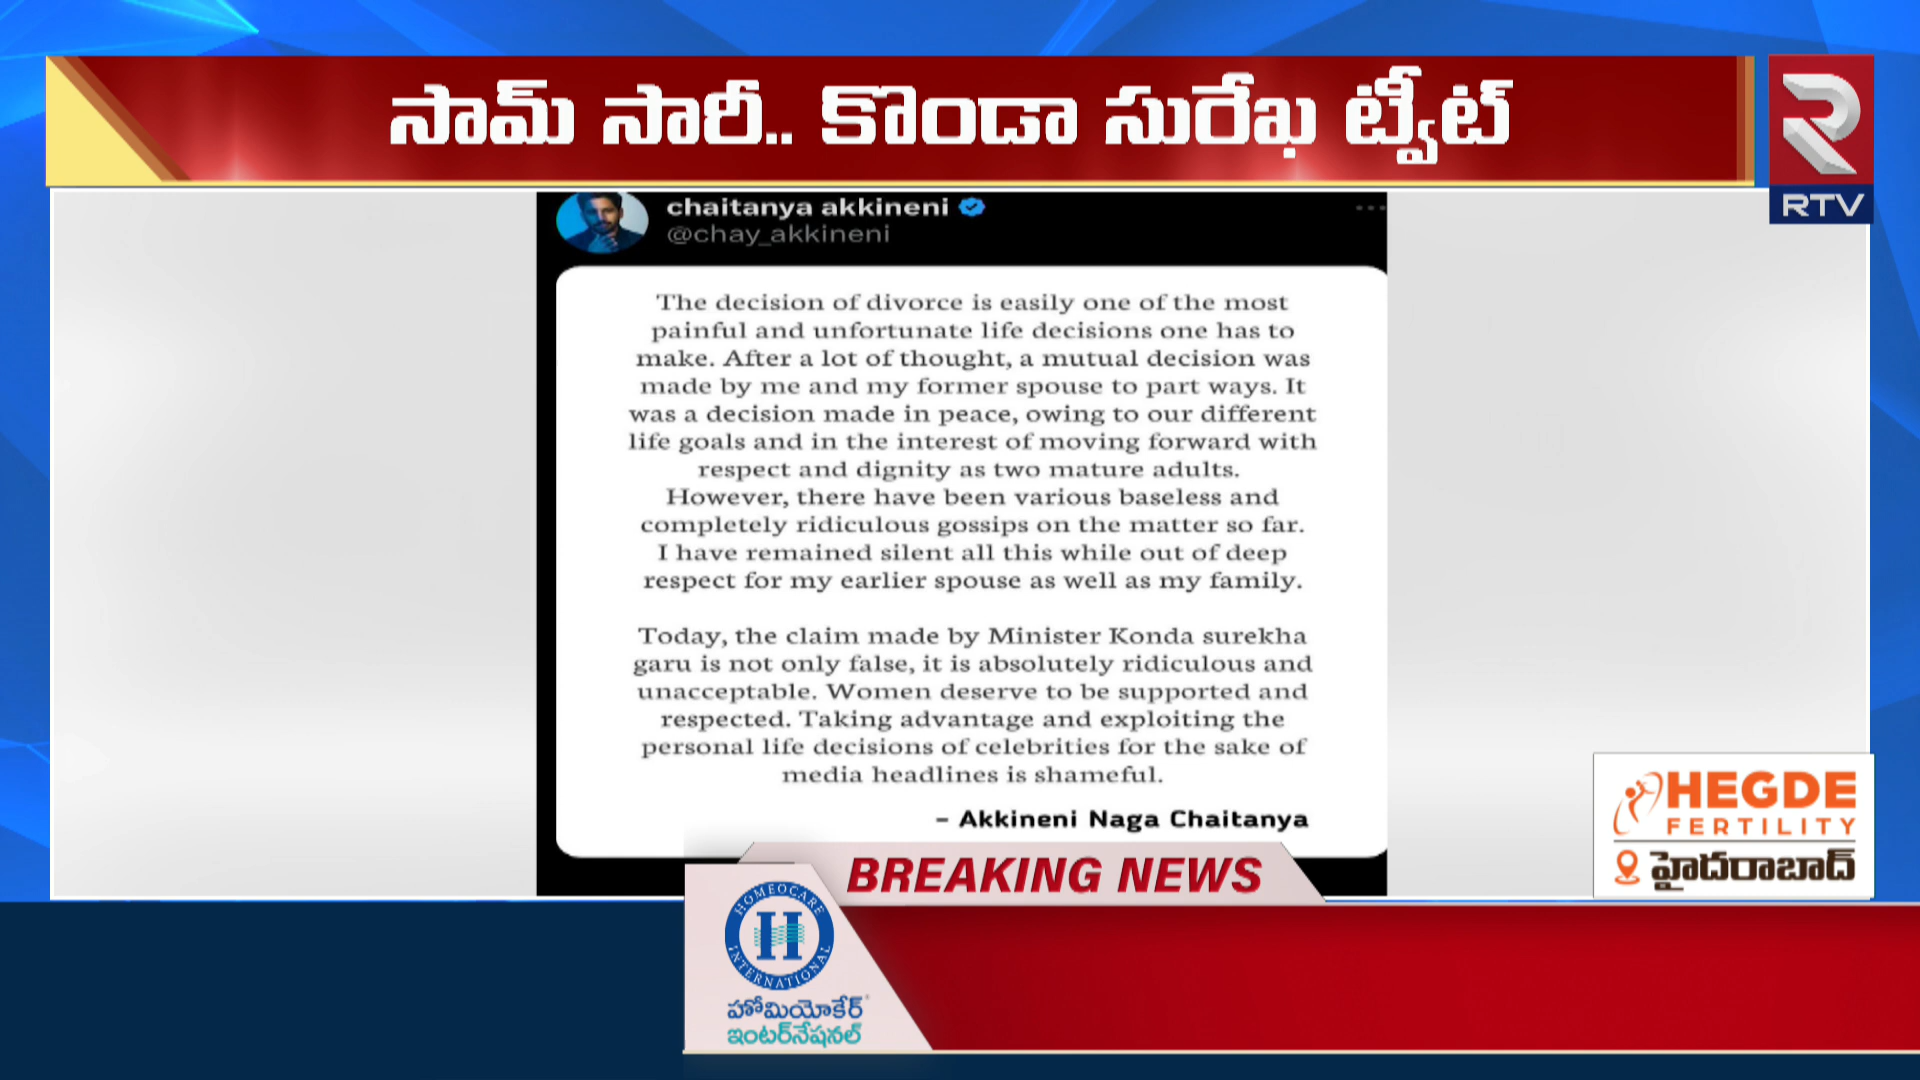 సామ్ సారీ.. కొండా సురేఖ ట్వీట్
RTV
chaitanya akkineni
@chay_akkineni
The decision of divorce is easily one of the most
painful and unfortunate life decisions one has to
make. After a lot of thought, a mutual decision was
made by me and my former spouse to part ways. It
was a decision made in peace, owing to our different
life goals and in the interest of moving forward with
respect and dignity as two mature adults.
However, there have been various baseless and
completely ridiculous gossips on the matter so far.
I have remained silent all this while out of deep
respect for my earlier spouse as well as my family.
Today, the claim made by Minister Konda surekha
garu is not only false, it is absolutely ridiculous and
unacceptable. Women deserve to be supported and
respected. Taking advantage and exploiting the
personal life decisions of celebrities for the sake of
media headlines is shameful.
- Akkineni Naga Chaitanya
HEGDE
FERTILITY
హైదరాబాద్
BREAKING NEWS
HOMEOCARE
H
INTERNATIONAL
హోమియోకేర్
ఇంటర్నేషనల్